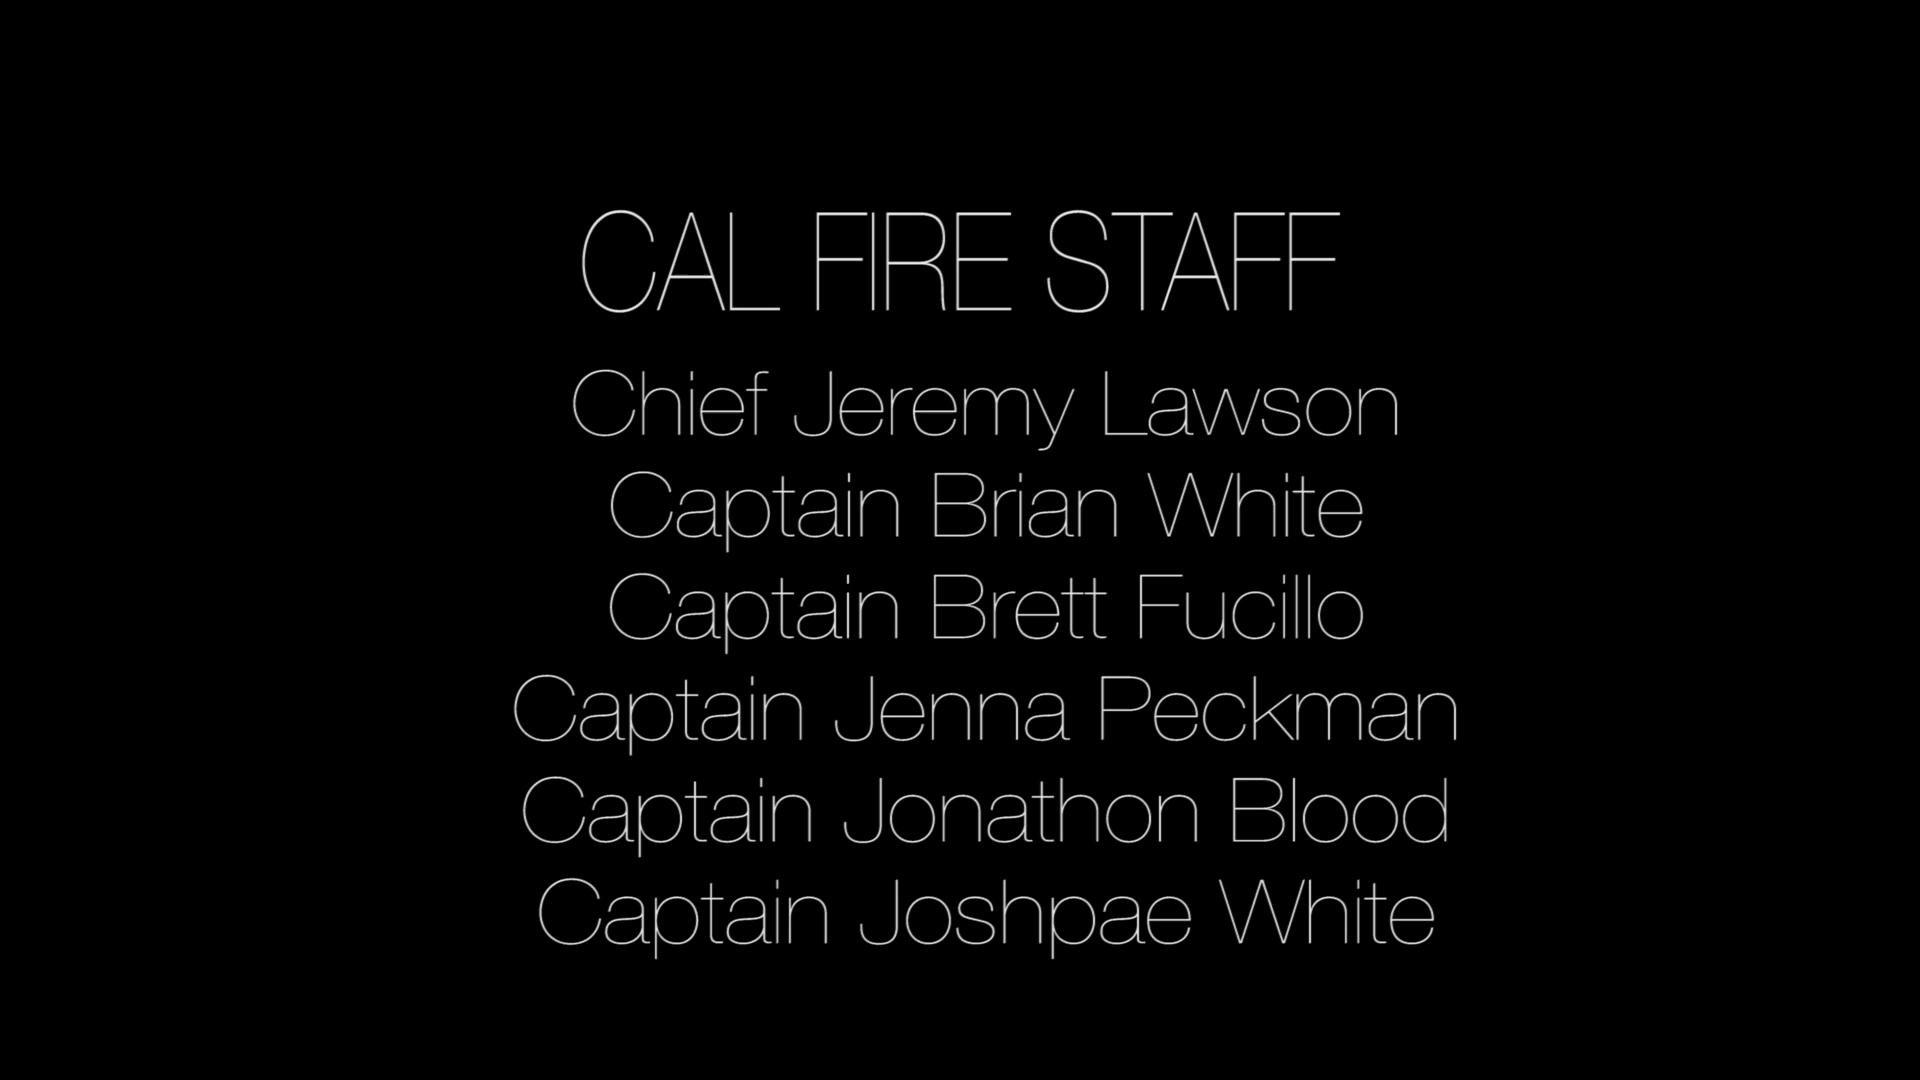 CAL FIRE STAFF
Chief Jeremy Lawson
Captain Brian White
Captain Brett Fucillo
Captain Jenna Peckman
Captain Jonathon Blood
Captain Joshpae White